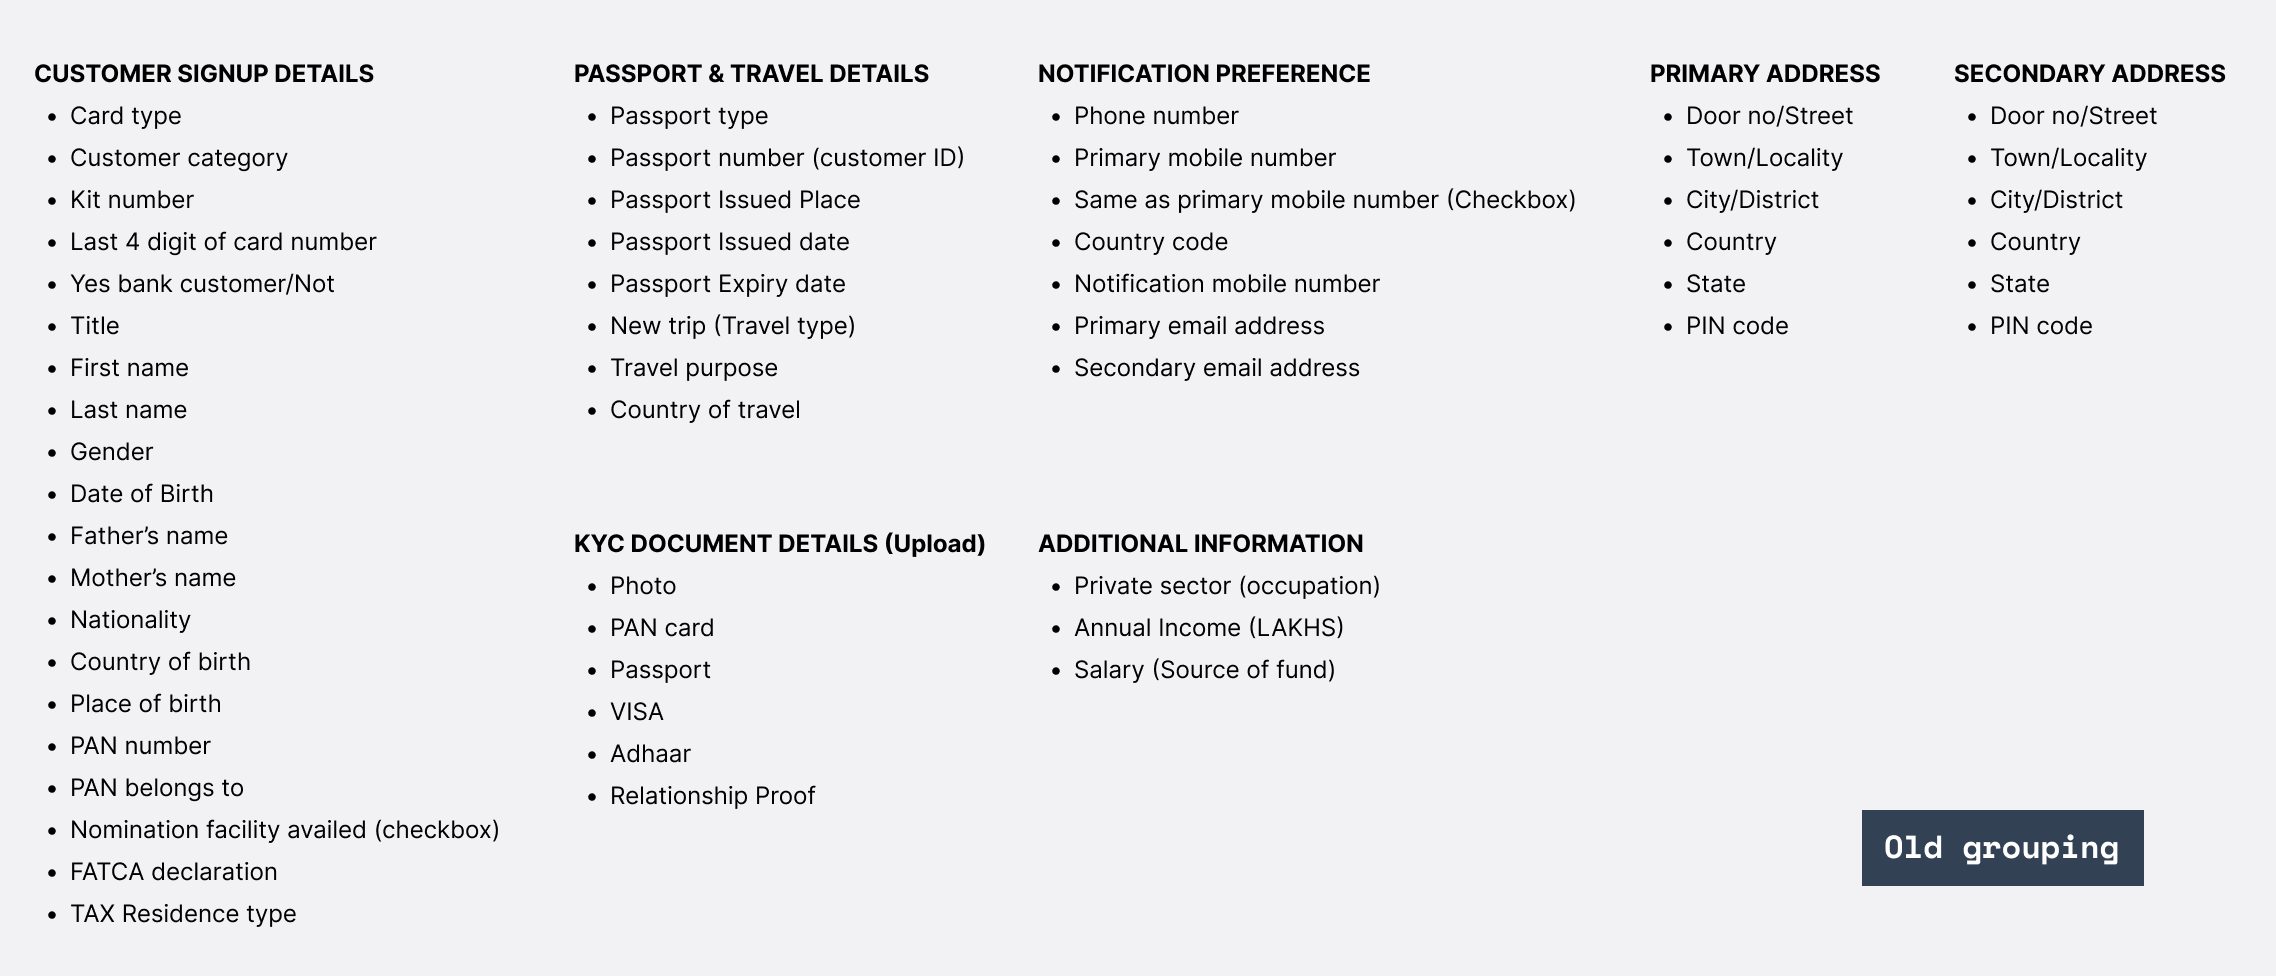 CUSTOMER SIGNUP DETAILS
• Card type
• Customer category
• Kit number
• Last 4 digit of card number
• Yes bank customer/Not
• Title
• First name
• Last name
• Gender
• Date of Birth
• Father’s name
• Mother’s name
• Nationality
• Country of birth
• Place of birth
• PAN number
• PAN belongs to
• Nomination facility availed (checkbox)
• FATCA declaration
• TAX Residence type
PASSPORT & TRAVEL DETAILS
• Passport type
• Passport number (customer ID)
• Passport Issued Place
• Passport Issued date
• Passport Expiry date
• New trip (Travel type)
• Travel purpose
• Country of travel
KYC DOCUMENT DETAILS (Upload)
• Photo
• PAN card
• Passport
• VISA
• Adhaar
• Relationship Proof
NOTIFICATION PREFERENCE
• Phone number
• Primary mobile number
• Same as primary mobile number (Checkbox)
• Country code
• Notification mobile number
• Primary email address
• Secondary email address
ADDITIONAL INFORMATION
• Private sector (occupation)
• Annual Income (LAKHS)
• Salary (Source of fund)
PRIMARY ADDRESS
• Door no/Street
• Town/Locality
• City/District
• Country
• State
• PIN code
SECONDARY ADDRESS
• Door no/Street
• Town/Locality
• City/District
• Country
• State
• PIN code
Old grouping